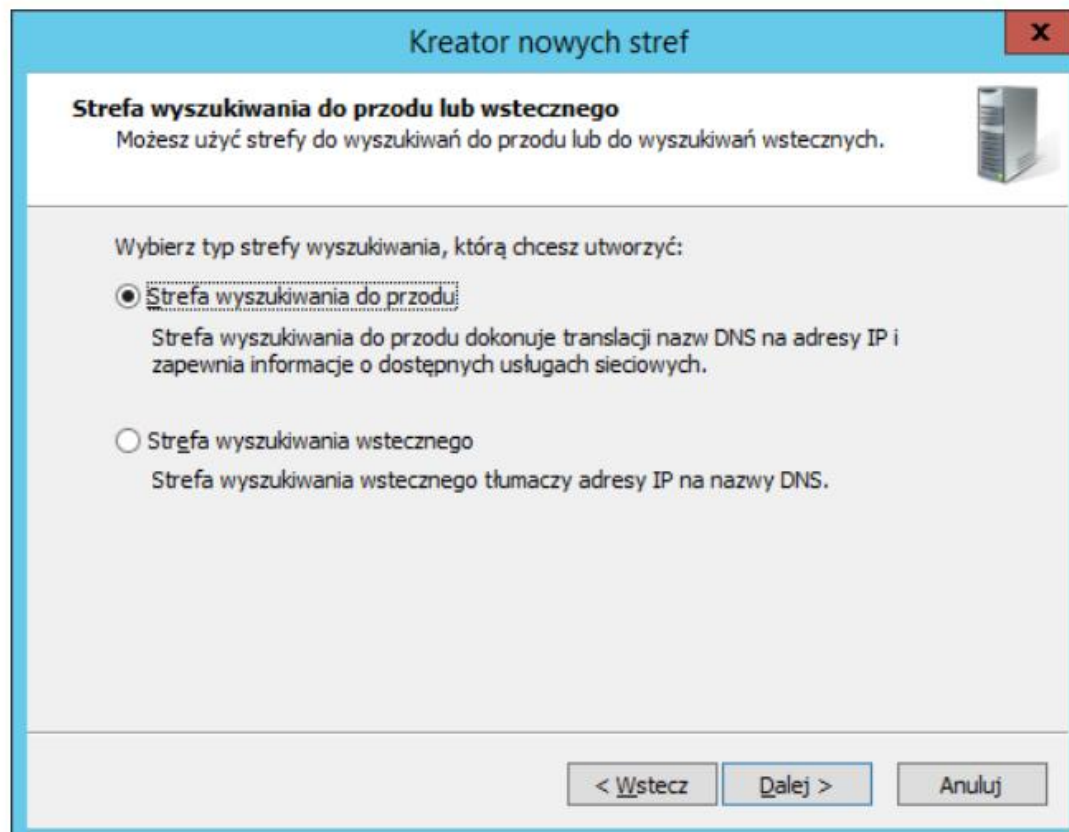 Kreator nowych stref
x
Strefa wyszukiwania do przodu lub wstecznego
Możesz użyć strefy do wyszukiwań do przodu lub do wyszukiwań wstecznych.
Wybierz typ strefy wyszukiwania, którą chcesz utworzyć:
Strefa wyszukiwania do przodu
Strefa wyszukiwania do przodu dokonuje translacji nazw DNS na adresy IP i
zapewnia informacje o dostępnych usługach sieciowych.
Strefa wyszukiwania wstecznego
Strefa wyszukiwania wstecznego tłumaczy adresy IP na nazwy DNS.
< Wstecz Dalej > Anuluj